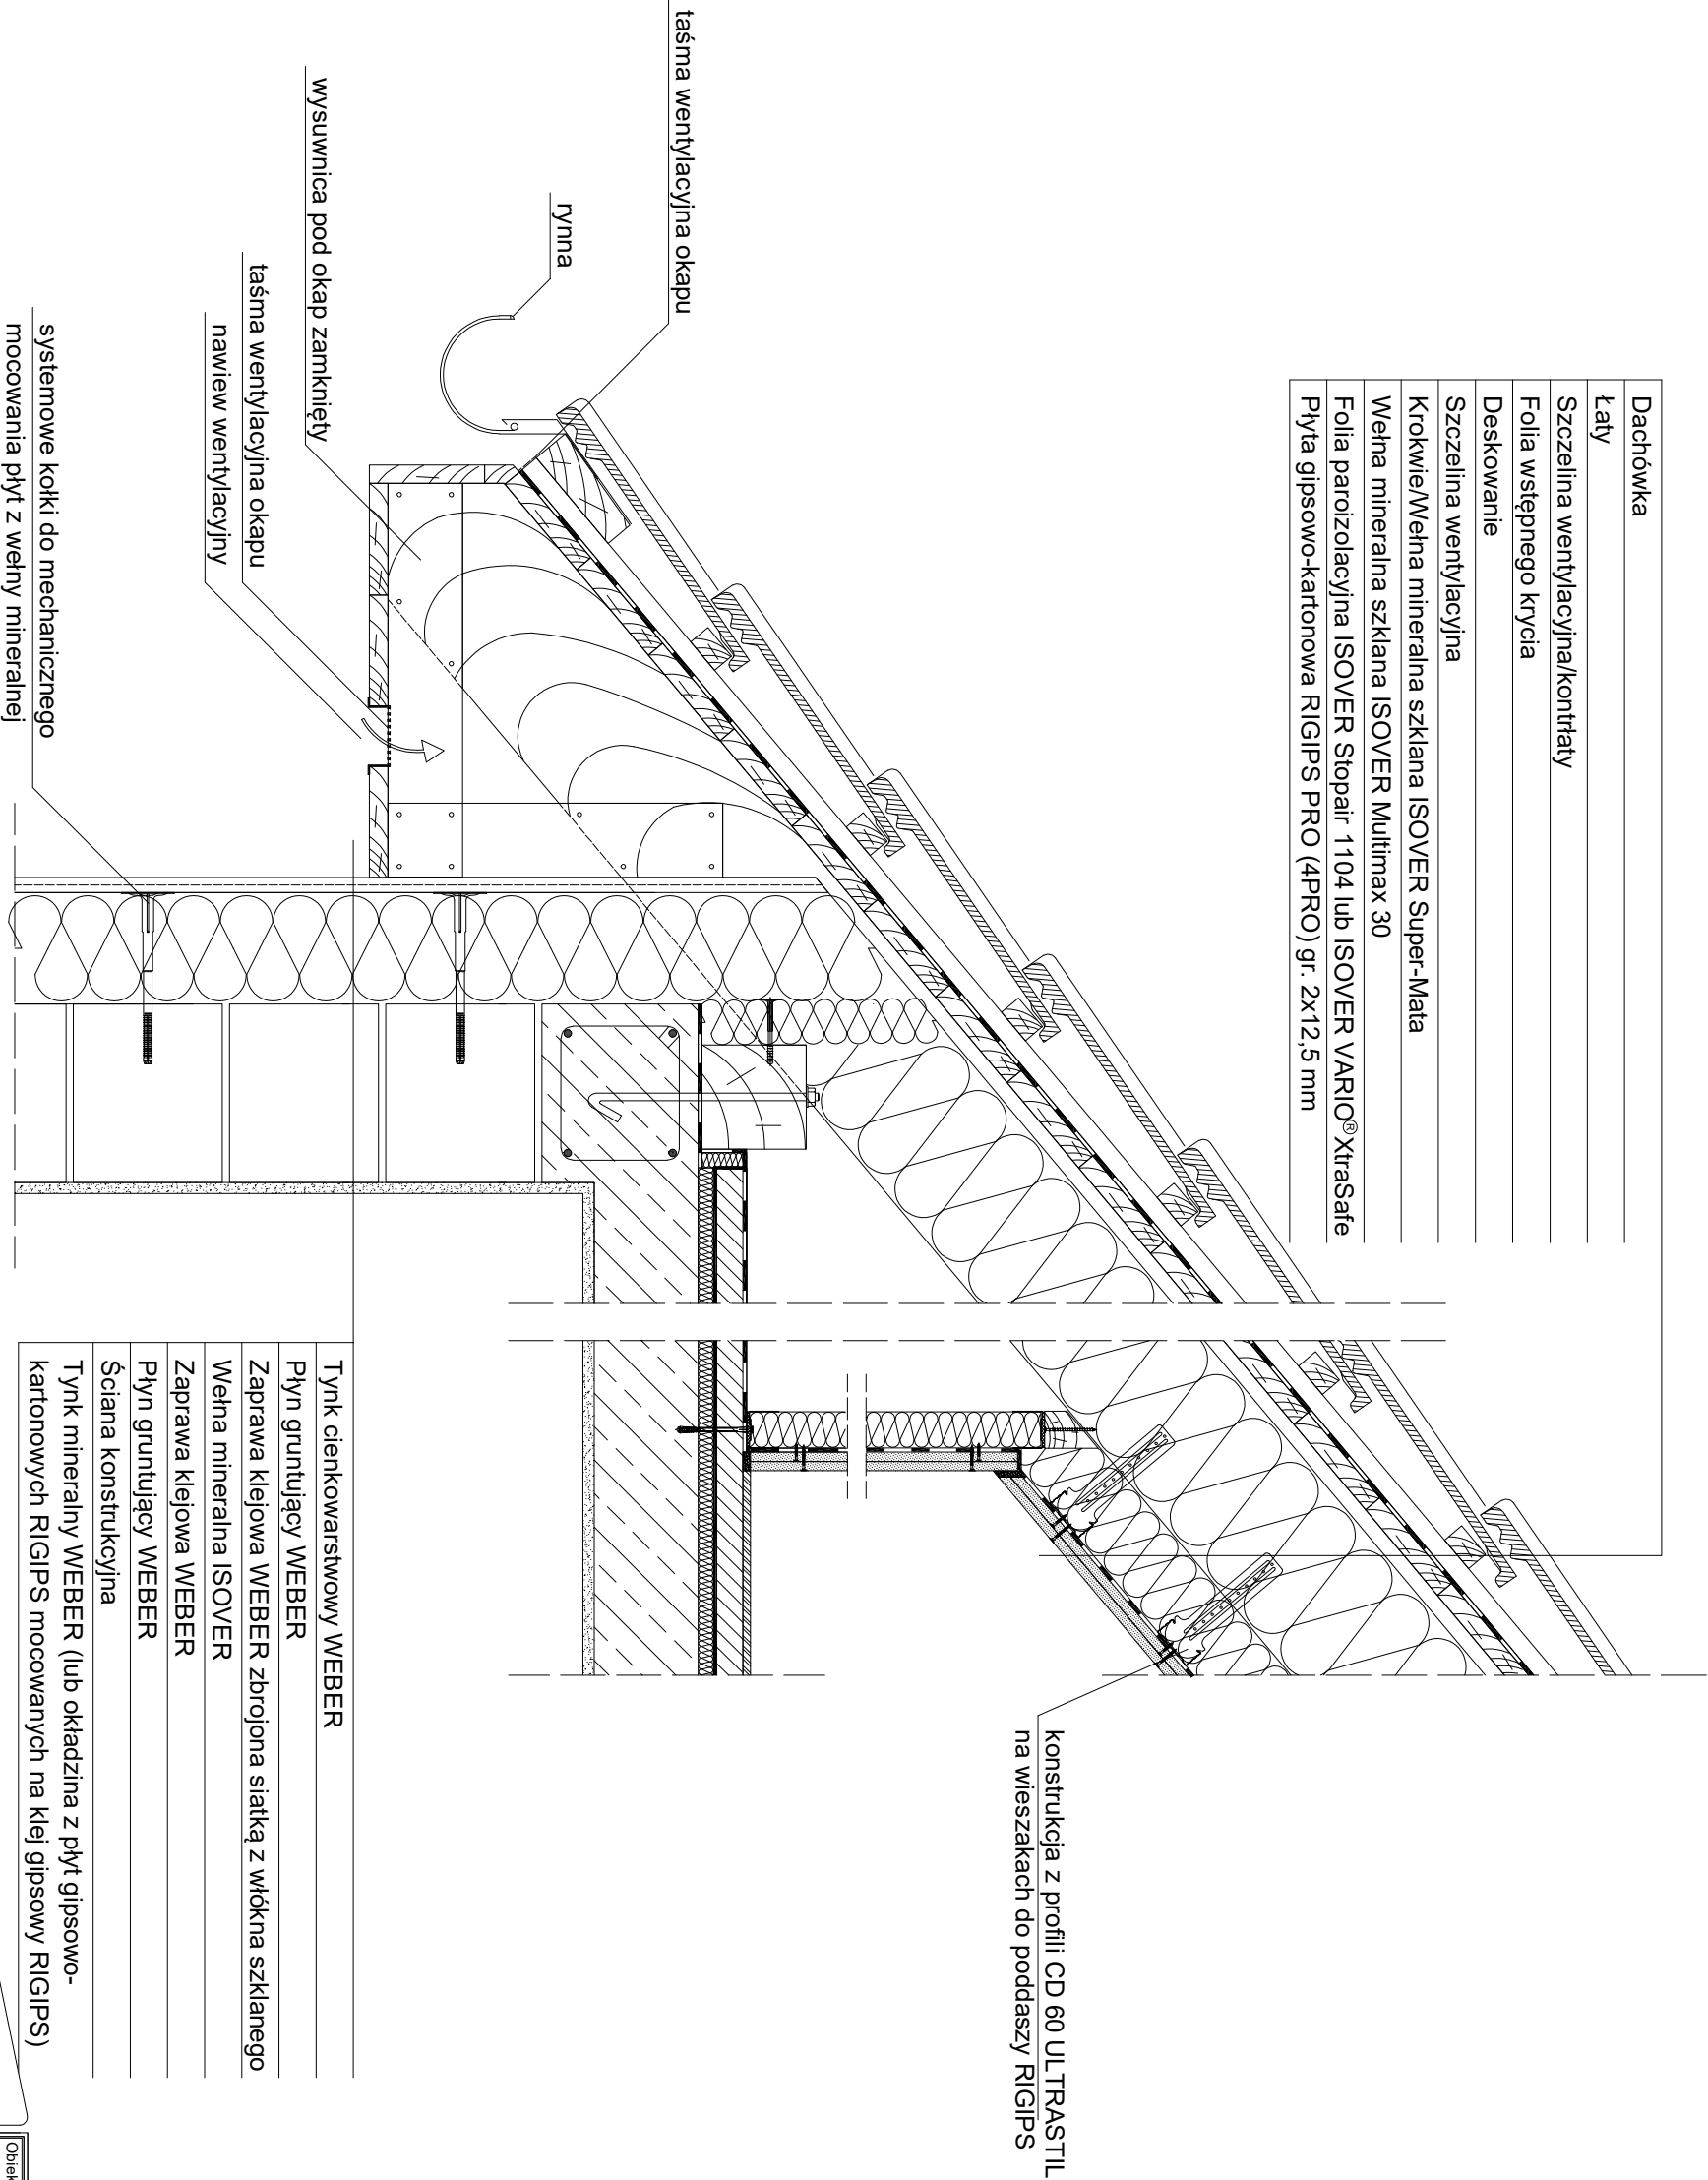 Dachówka
Łaty
Szczelina wentylacyjna/kontrłaty
Folia wstępnego krycia
Deskowanie
Szczelina wentylacyjna
Krokwie/Wełna mineralna szklana ISOVER Super-Mata
Wełna mineralna szklana ISOVER Multimax 30
Folia paroizolacyjna ISOVER Stopair 1104 lub ISOVER VARIO® XtraSafe
Płyta gipsowo-kartonowa RIGIPS PRO (4PRO) gr. 2x12,5 mm
taśma wentylacyjna okapu
rynna
wysuwnica pod okap zamknięty
taśma wentylacyjna okapu
nawiew wentylacyjny
systemowe kołki do mechanicznego
mocowania płyt z wełny mineralnej
konstrukcja z profili CD 60 ULTRASTIL
na wieszakach do poddaszy RIGIPS
Tynk cienkowarstwowy WEBER
Płyn gruntujący WEBER
Zaprawa klejowa WEBER zbrojona siatką z włókna szklanego
Wełna mineralna ISOVER
Zaprawa klejowa WEBER
Płyn gruntujący WEBER
Ściana konstrukcyjna
Tynk mineralny WEBER (lub okładzina z płyt gipsowo-
kartonowych RIGIPS mocowanych na klej gipsowy RIGIPS)
Obiek